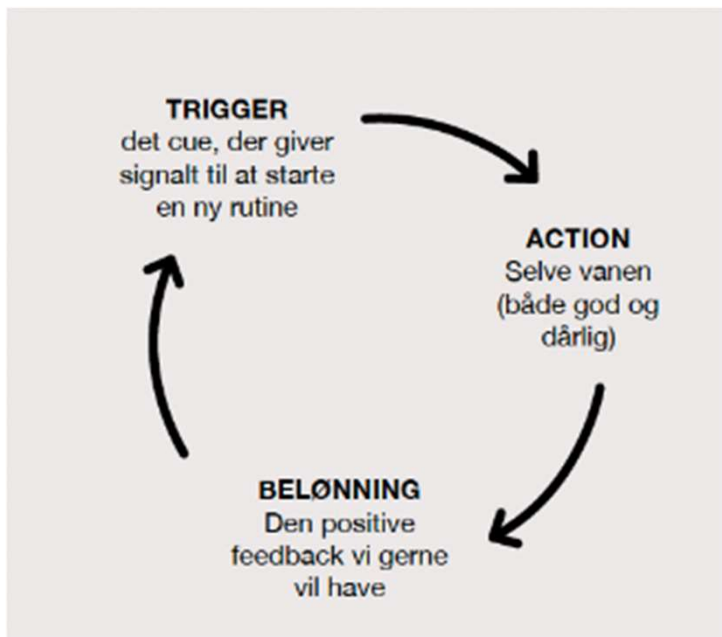 TRIGGER
det cue, der giver
signalt til at starte
en ny rutine
ACTION
Selve vanen
(både god og
dårlig)
BELØNNING
Den positive
feedback vi gerne
vil have